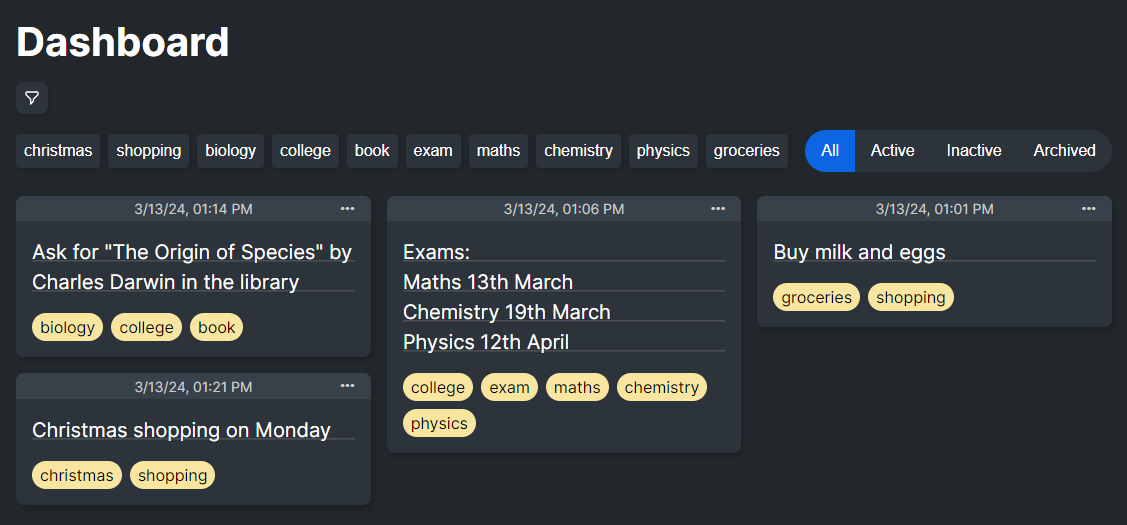 Dashboard
christmas shopping biology college book exam maths chemistry physics groceries All Active Inactive Archived
3/13/24, 01:14 PM
Ask for "The Origin of Species" by
Charles Darwin in the library
biology college book
3/13/24, 01:21 PM
Christmas shopping on Monday
christmas shopping
3/13/24, 01:06 PM
Exams:
Maths 13th March
Chemistry 19th March
Physics 12th April
college exam maths chemistry
physics
3/13/24, 01:01 PM
Buy milk and eggs
groceries shopping